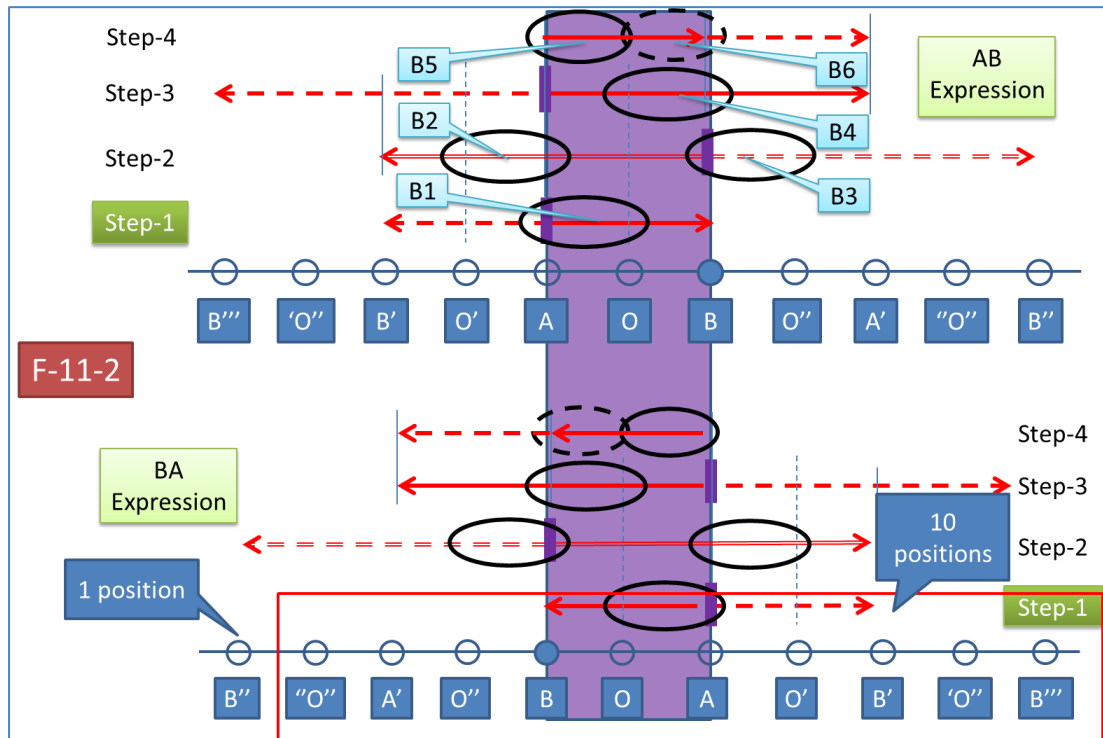 Step-4
B5
B6
AB
Expression
Step-3
B2
B4
Step-2
B1
B3
Step-1
B’’’
‘O’’
B’
O’
A
O
B
O’’
A’
‘’O’’
B’’
F-11-2
Step-4
BA
Expression
Step-3
10
positions
Step-2
1 position
Step-1
B’’
‘’O’’
A’
O’’
B
O
A
O’
B’
‘O’’
B’’’’